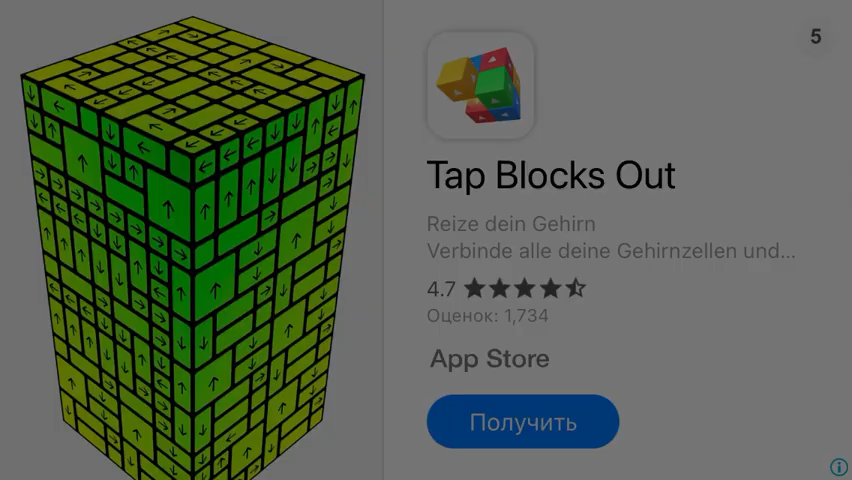 5
Tap Blocks Out
Reize dein Gehirn
Verbinde alle deine Gehirnzellen und...
4.7
Оценок: 1,734
App Store
Получить